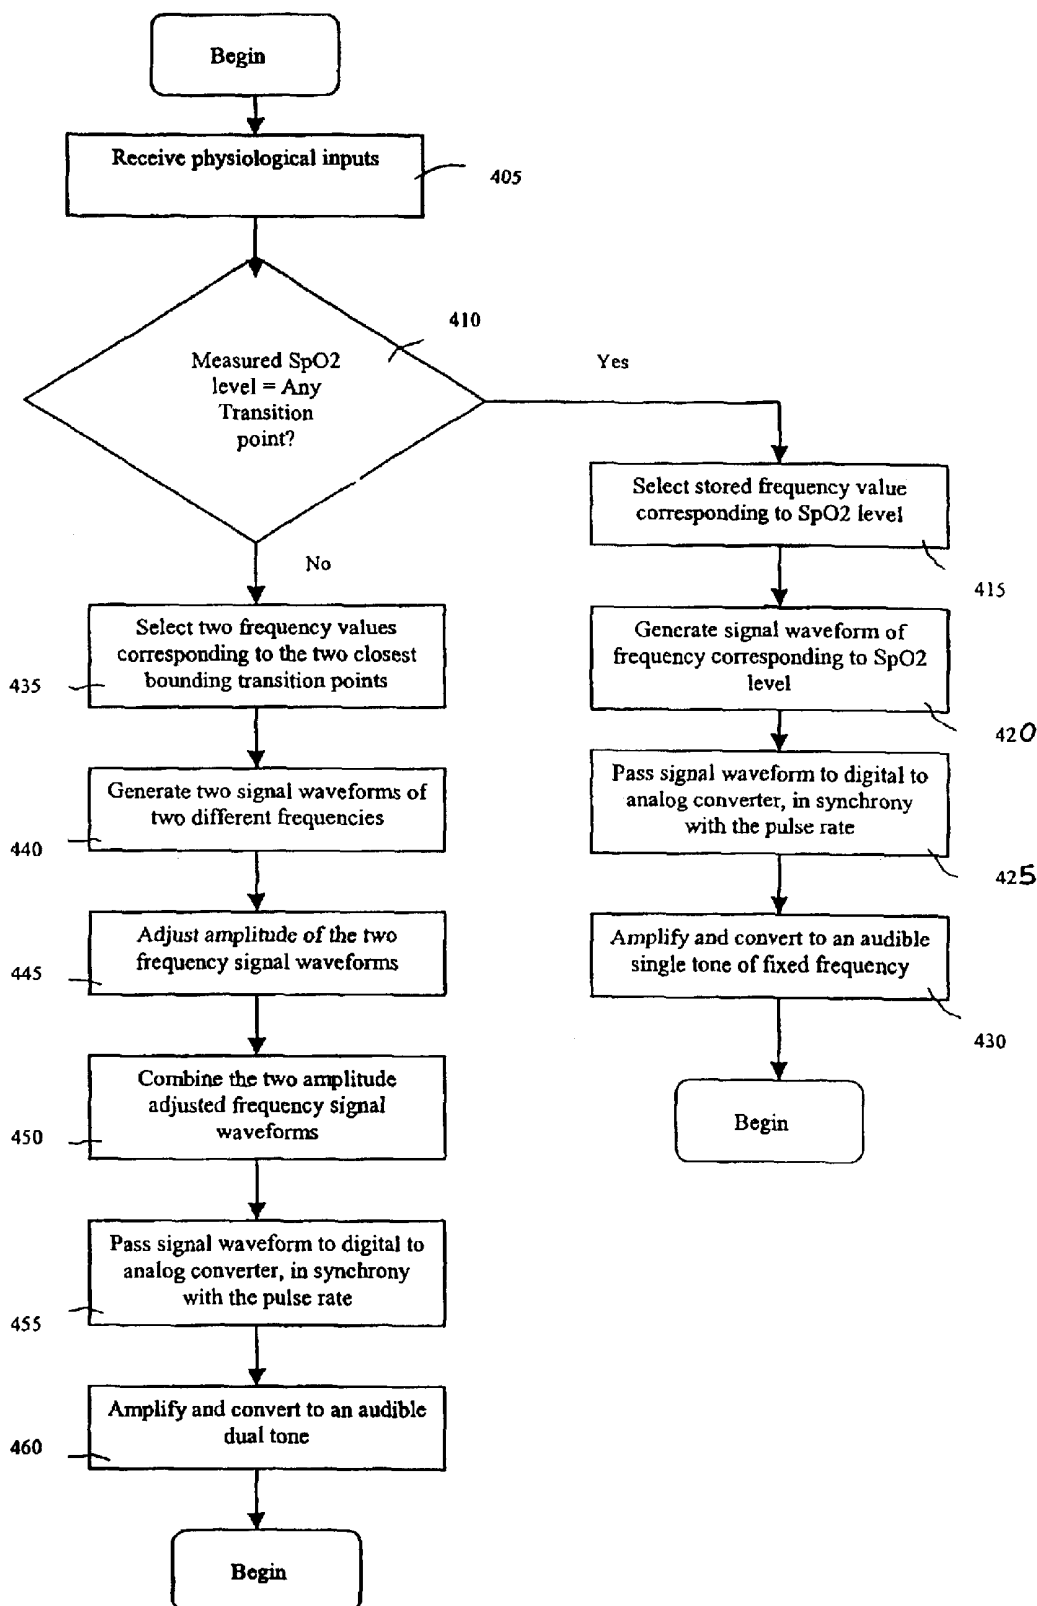 Begin
Receive physiological inputs
405
410
Measured SpO2
level = Any
Transition
point?
Yes
No
Select stored frequency value
corresponding to SpO2 level
415
Generate signal waveform of
frequency corresponding to SpO2
level
420
Pass signal waveform to digital to
analog converter, in synchrony
with the pulse rate
425
Amplify and convert to an audible
single tone of fixed frequency
430
Begin
Select two frequency values
corresponding to the two closest
bounding transition points
435
Generate two signal waveforms of
two different frequencies
440
Adjust amplitude of the two
frequency signal waveforms
445
Combine the two amplitude
adjusted frequency signal
waveforms
450
Pass signal waveform to digital to
analog converter, in synchrony
with the pulse rate
455
Amplify and convert to an audible
dual tone
460
Begin